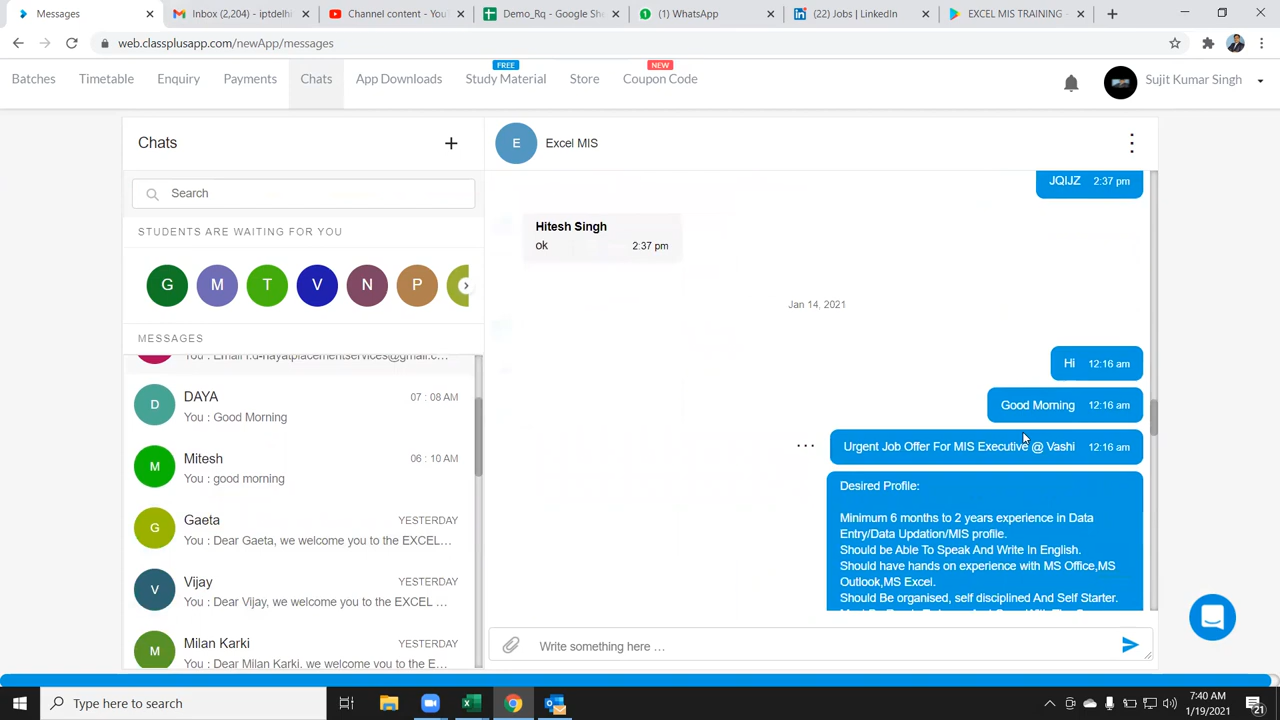 Messages
Inbox (2,204) - iptdelhi
Channel content - You
Demo_Rq - Google She
(1) WhatsApp
(22) Jobs | LinkedIn
EXCEL MIS TRAINING -
web.classplusapp.com/newApp/messages
FREE
NEW
Batches
Timetable
Enquiry
Payments
Chats
App Downloads
Study Material
Store
Coupon Code
Sujit Kumar Singh
Chats
E
Excel MIS
Search
JQIJZ 2:37 pm
STUDENTS ARE WAITING FOR YOU
Hitesh Singh
ok 2:37 pm
G M T V N P
Jan 14, 2021
MESSAGES
You : Email r.d-nayatplacementservices@gmail.c...
Hi 12:16 am
D
DAYA 07 : 08 AM
You : Good Morning
Good Morning 12:16 am
Urgent Job Offer For MIS Executive @ Vashi 12:16 am
M
Mitesh 06 : 10 AM
You : good morning
Desired Profile:
Minimum 6 months to 2 years experience in Data
Entry/Data Updation/MIS profile.
Should be Able To Speak And Write In English.
Should have hands on experience with MS Office,MS
Outlook,MS Excel.
Should Be organised, self disciplined And Self Starter.
G
Gaeta YESTERDAY
You : Dear Gaeta, we welcome you to the EXCEL...
V
Vijay YESTERDAY
You : Dear Vijay, we welcome you to the EXCEL ...
M
Milan Karki YESTERDAY
You : Dear Milan Karki, we welcome you to the E...
Write something here ...
Type here to search
7:40 AM
1/19/2021
21